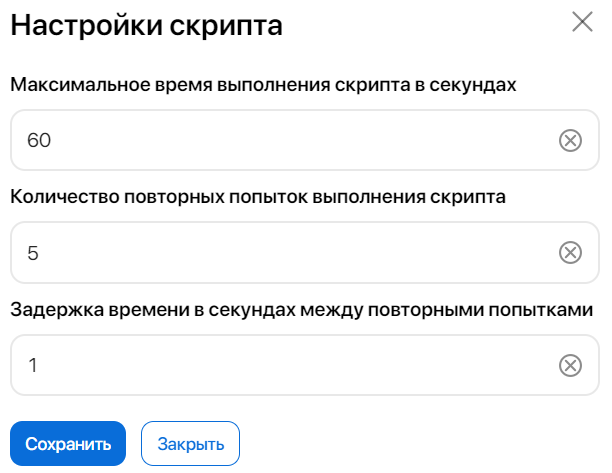 Настройки скрипта
Максимальное время выполнения скрипта в секундах
60
Количество повторных попыток выполнения скрипта
5
Задержка времени в секундах между повторными попытками
1
Сохранить Закрыть